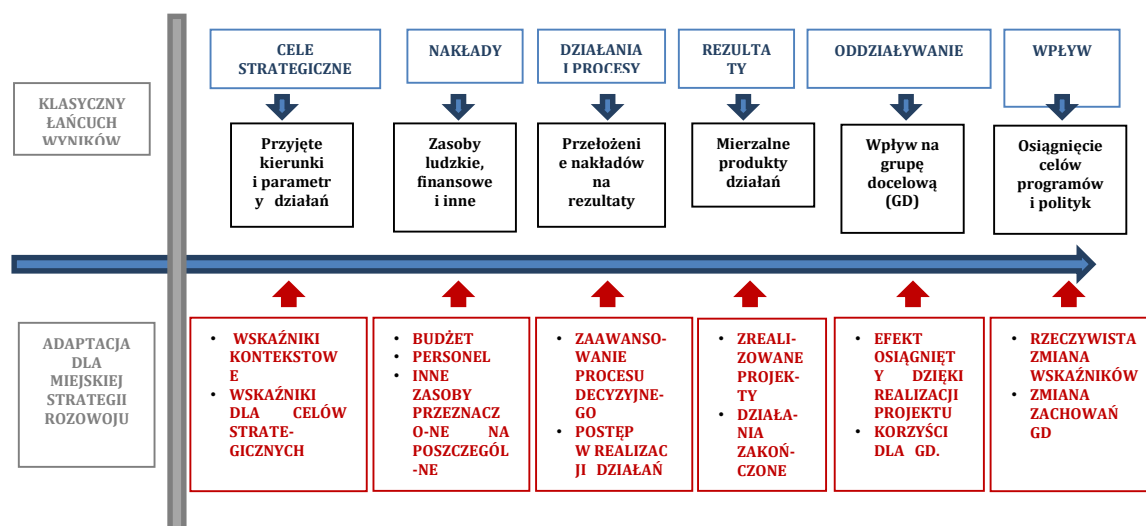 CELE
STRATEGICZNE
NAKŁADY
DZIAŁANIA
I PROCESY
REZULTA
TY
ODDZIAŁYWANIE
WPŁYW
KLASYCZNY
ŁAŃCUCH
WYNIKÓW
Przyjęte
kierunki
i parametr
y działań
Zasoby
ludzkie,
finansowe
i inne
Przełożeni
e nakładów
na
rezultaty
Mierzalne
produkty
działań
Wpływ na
grupę
docelową
(GD)
Osiągnięcie
celów
programów
i polityk
ADAPTACJA
DLA
MIEJSKIEJ
STRATEGII
ROZOWOJU
• WSKAŹNIKI
KONTEKSTOW
E
• WSKAŹNIKI
DLA CELÓW
STRATE-
GICZNYCH
• BUDŻET
• PERSONEL
• INNE
ZASOBY
PRZEZNACZ
O-NE NA
POSZCZEGÓL
-NE
• ZAAWANSO-
WANIE
PROCESU
DECYZYJNE-
GO
• POSTĘP
W REALIZAC
JI DZIAŁAŃ
• ZREALI-
ZOWANE
PROJEK-
TY
• DZIAŁA-
NIA
ZAKOŃ-
CZONE
• EFEKT
OSIĄGNIĘT
Y DZIĘKI
REALIZACJI
PROJEKTU
• KORZYŚCI
DLA GD.
• RZECZYWISTA
ZMIANA
WSKAŹNIKÓW
• ZMIANA
ZACHOWAŃ
GD